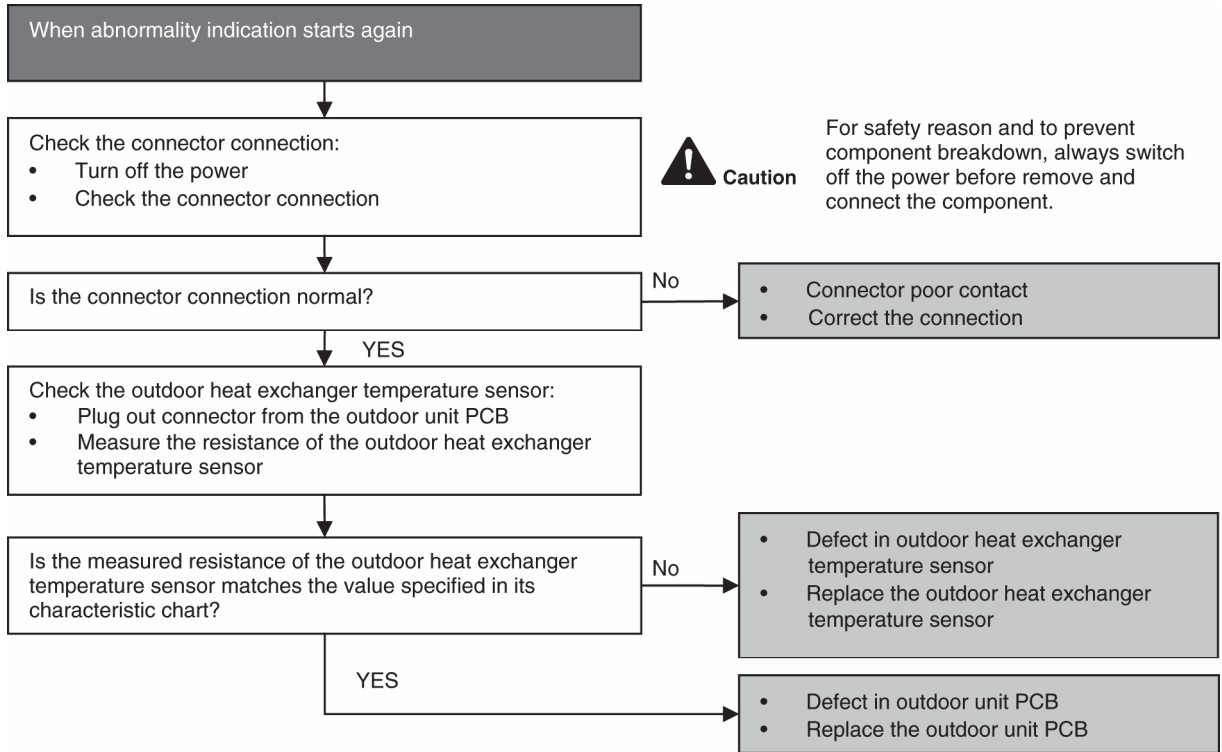 When abnormality indication starts again
Check the connector connection:
• Turn off the power
• Check the connector connection
Caution
For safety reason and to prevent
component breakdown, always switch
off the power before remove and
connect the component.
Is the connector connection normal?
No
• Connector poor contact
• Correct the connection
YES
Check the outdoor heat exchanger temperature sensor:
• Plug out connector from the outdoor unit PCB
• Measure the resistance of the outdoor heat exchanger
temperature sensor
Is the measured resistance of the outdoor heat exchanger
temperature sensor matches the value specified in its
characteristic chart?
No
• Defect in outdoor heat exchanger
temperature sensor
• Replace the outdoor heat exchanger
temperature sensor
YES
• Defect in outdoor unit PCB
• Replace the outdoor unit PCB